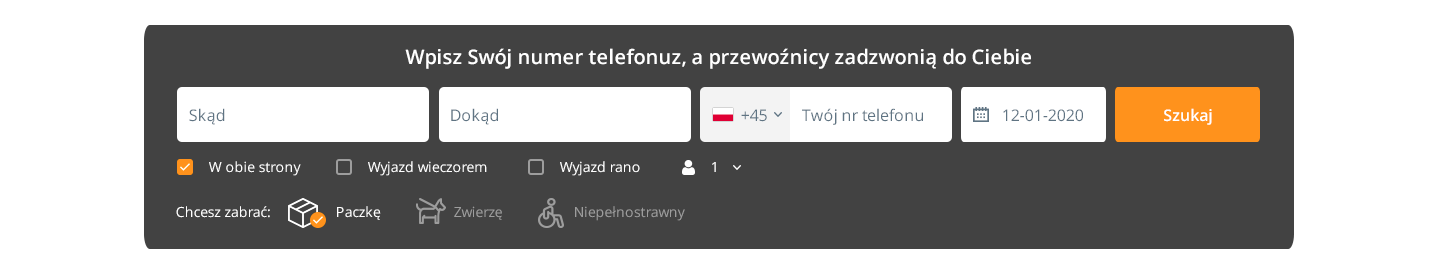 Wpisz Swój numer telefonuz, a przewoźnicy zadzwonią do Ciebie
Skąd Dokąd +45 Twój nr telefonu 12-01-2020 Szukaj
W obie strony Wyjazd wieczorem Wyjazd rano 1
Chcesz zabrać: Paczkę Zwierzę Niepełnostrawny